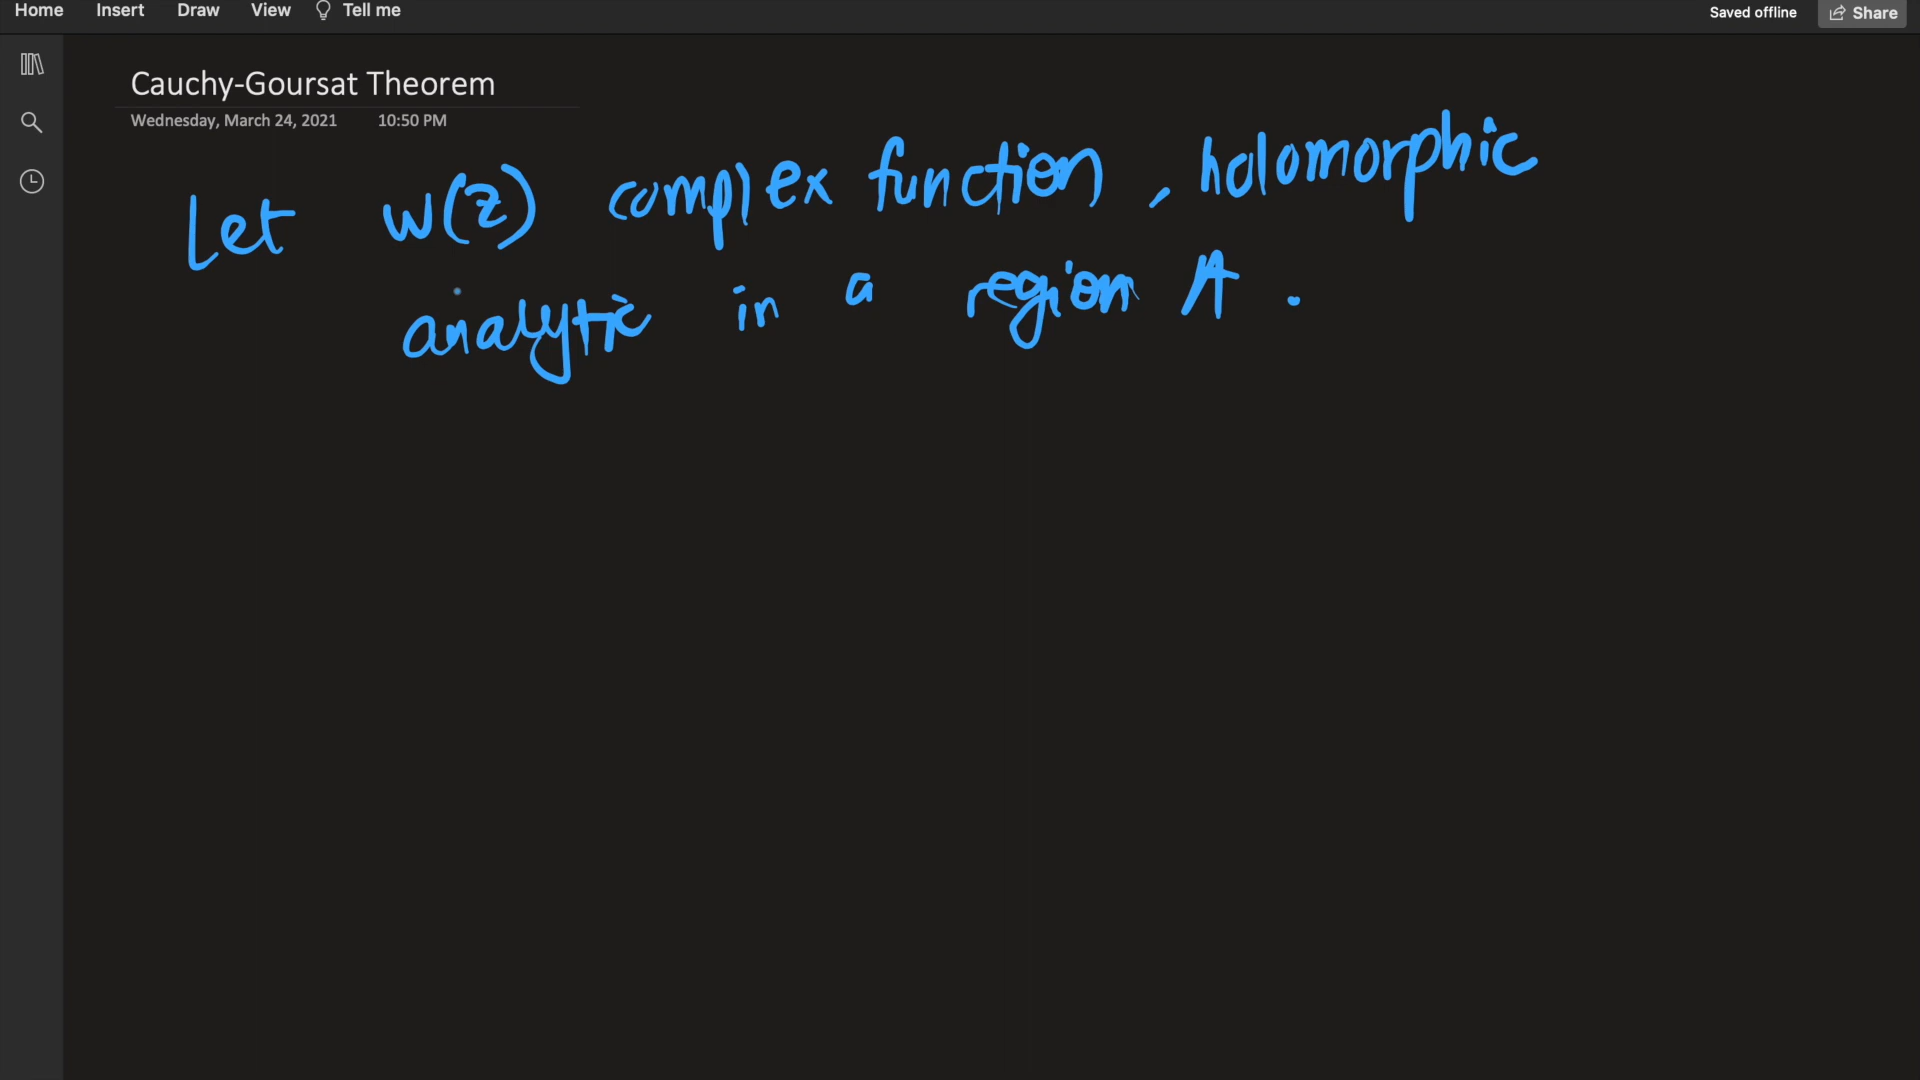 Home Insert Draw View Tell me Saved offline Share
Cauchy-Goursat Theorem
Wednesday, March 24, 2021 10:50 PM
Let w(z) complex function, holomorphic
analytic in a region A.